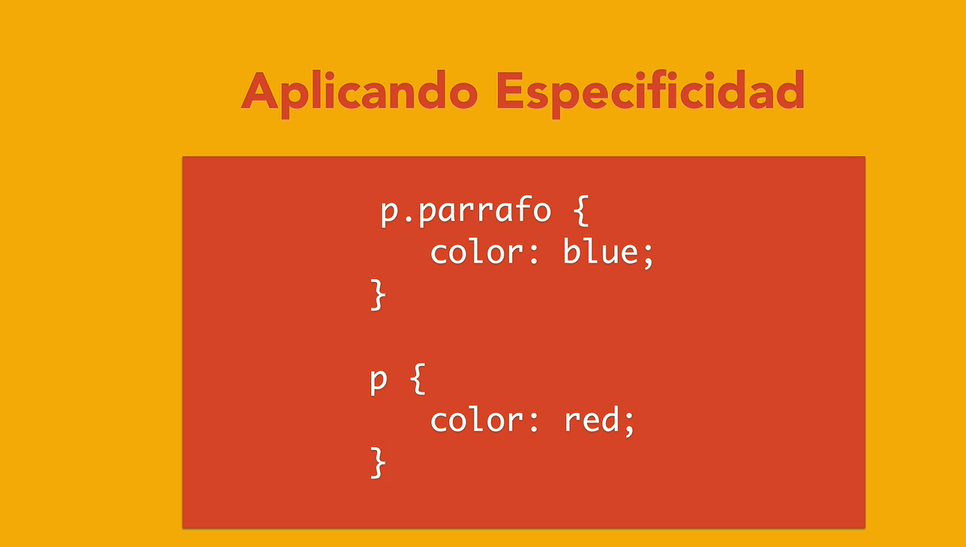 Aplicando Especificidad
p.parrafo {
color: blue;
}
p {
color: red;
}